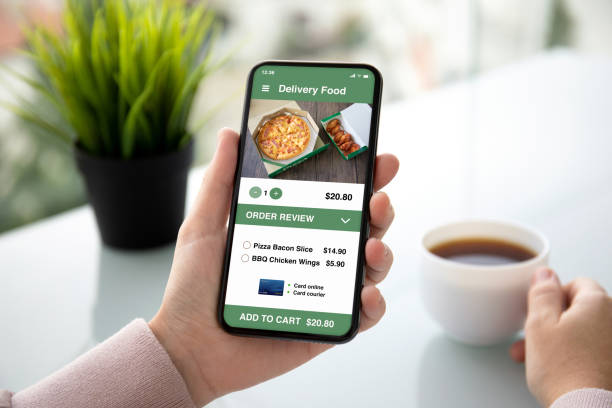 12:36
Delivery Food
- 1 + $20.80
ORDER REVIEW
Pizza Bacon Slice $14.90
BBQ Chicken Wings $5.90
Card online
Card courier
ADD TO CART $20.80